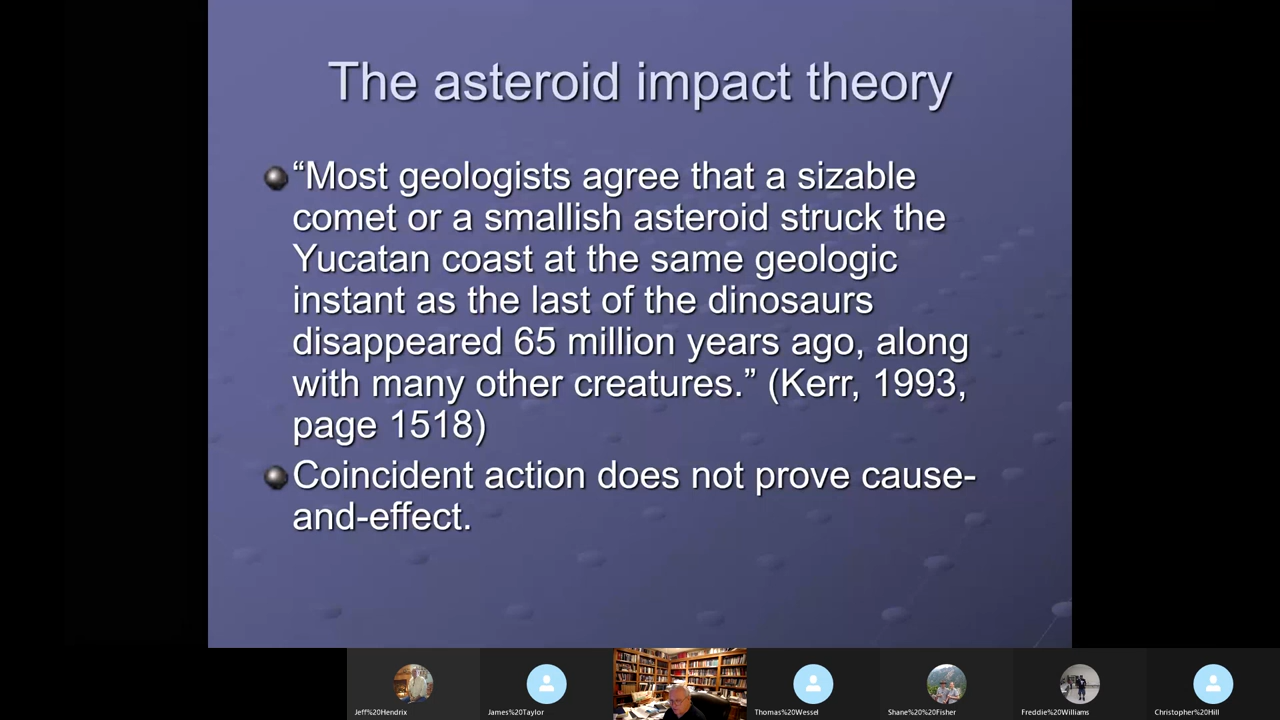 The asteroid impact theory
“Most geologists agree that a sizable
comet or a smallish asteroid struck the
Yucatan coast at the same geologic
instant as the last of the dinosaurs
disappeared 65 million years ago, along
with many other creatures.” (Kerr, 1993,
page 1518)
Coincident action does not prove cause-
and-effect.
Jeff%20Hendrix
James%20Taylor
Thomas%20Wessel
Shane%20%20Fisher
Freddie%20Williams
Christopher%20Hill